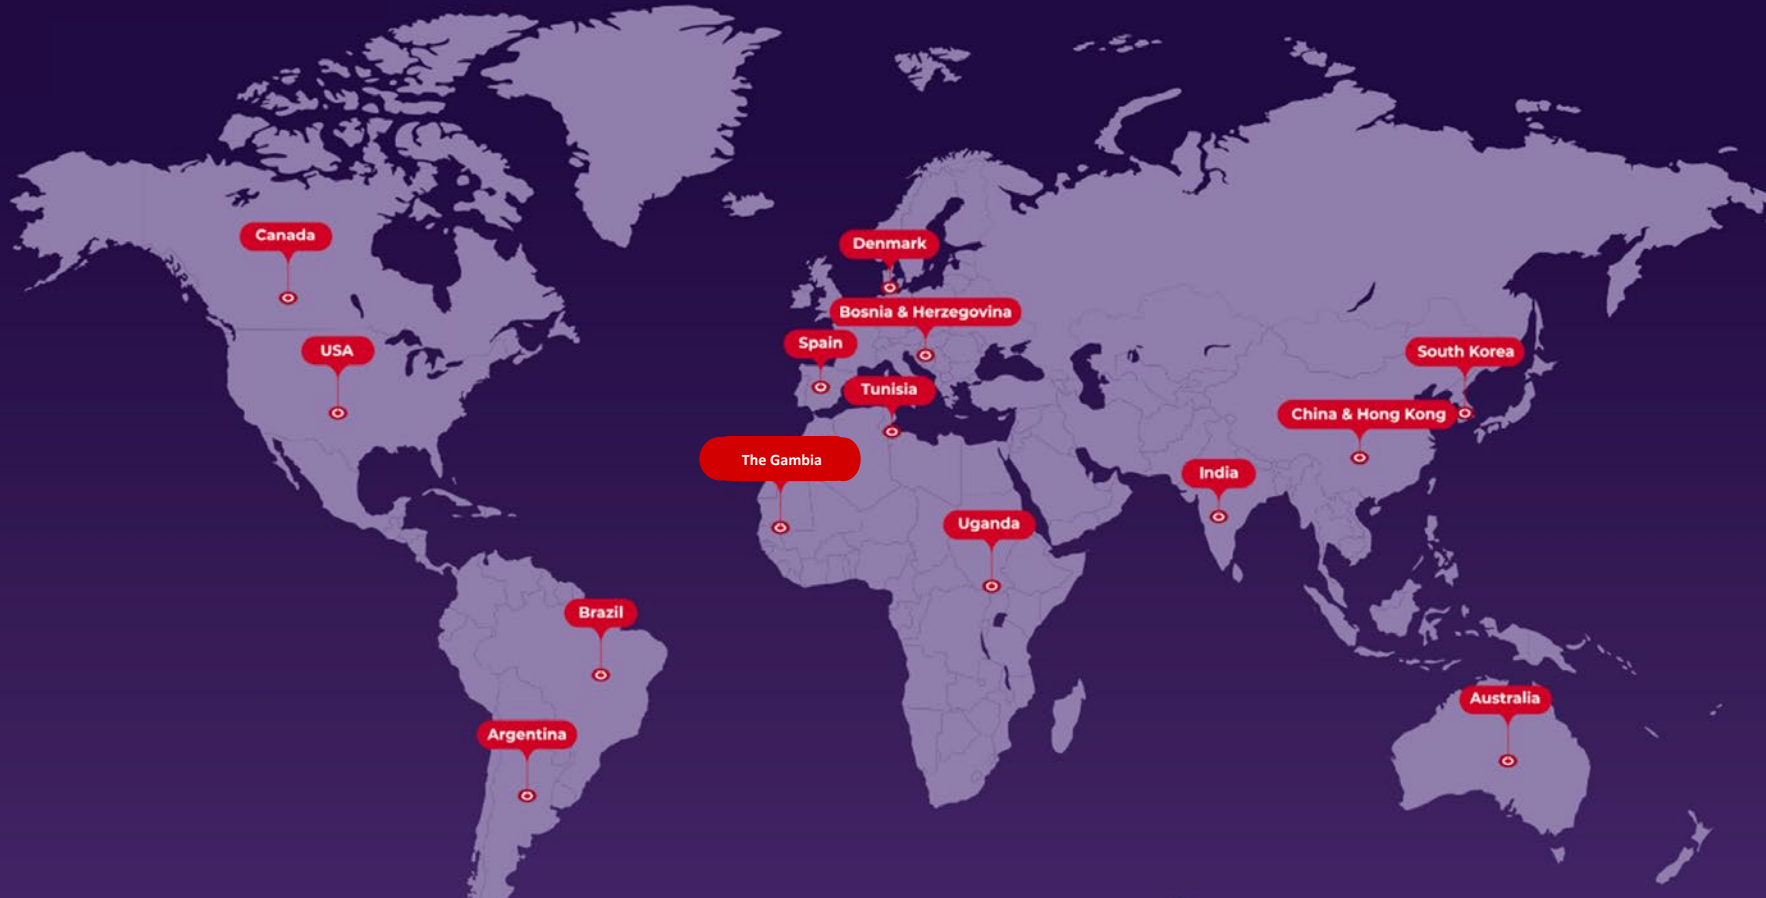 Canada
Denmark
Bosnia & Herzegovina
Spain
USA
South Korea
Tunisia
China & Hong Kong
The Gambia
India
Uganda
Brazil
Australia
Argentina